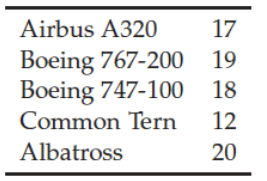 Airbus A320 17
Boeing 767-200 19
Boeing 747-100 18
Common Tern 12
Albatross 20